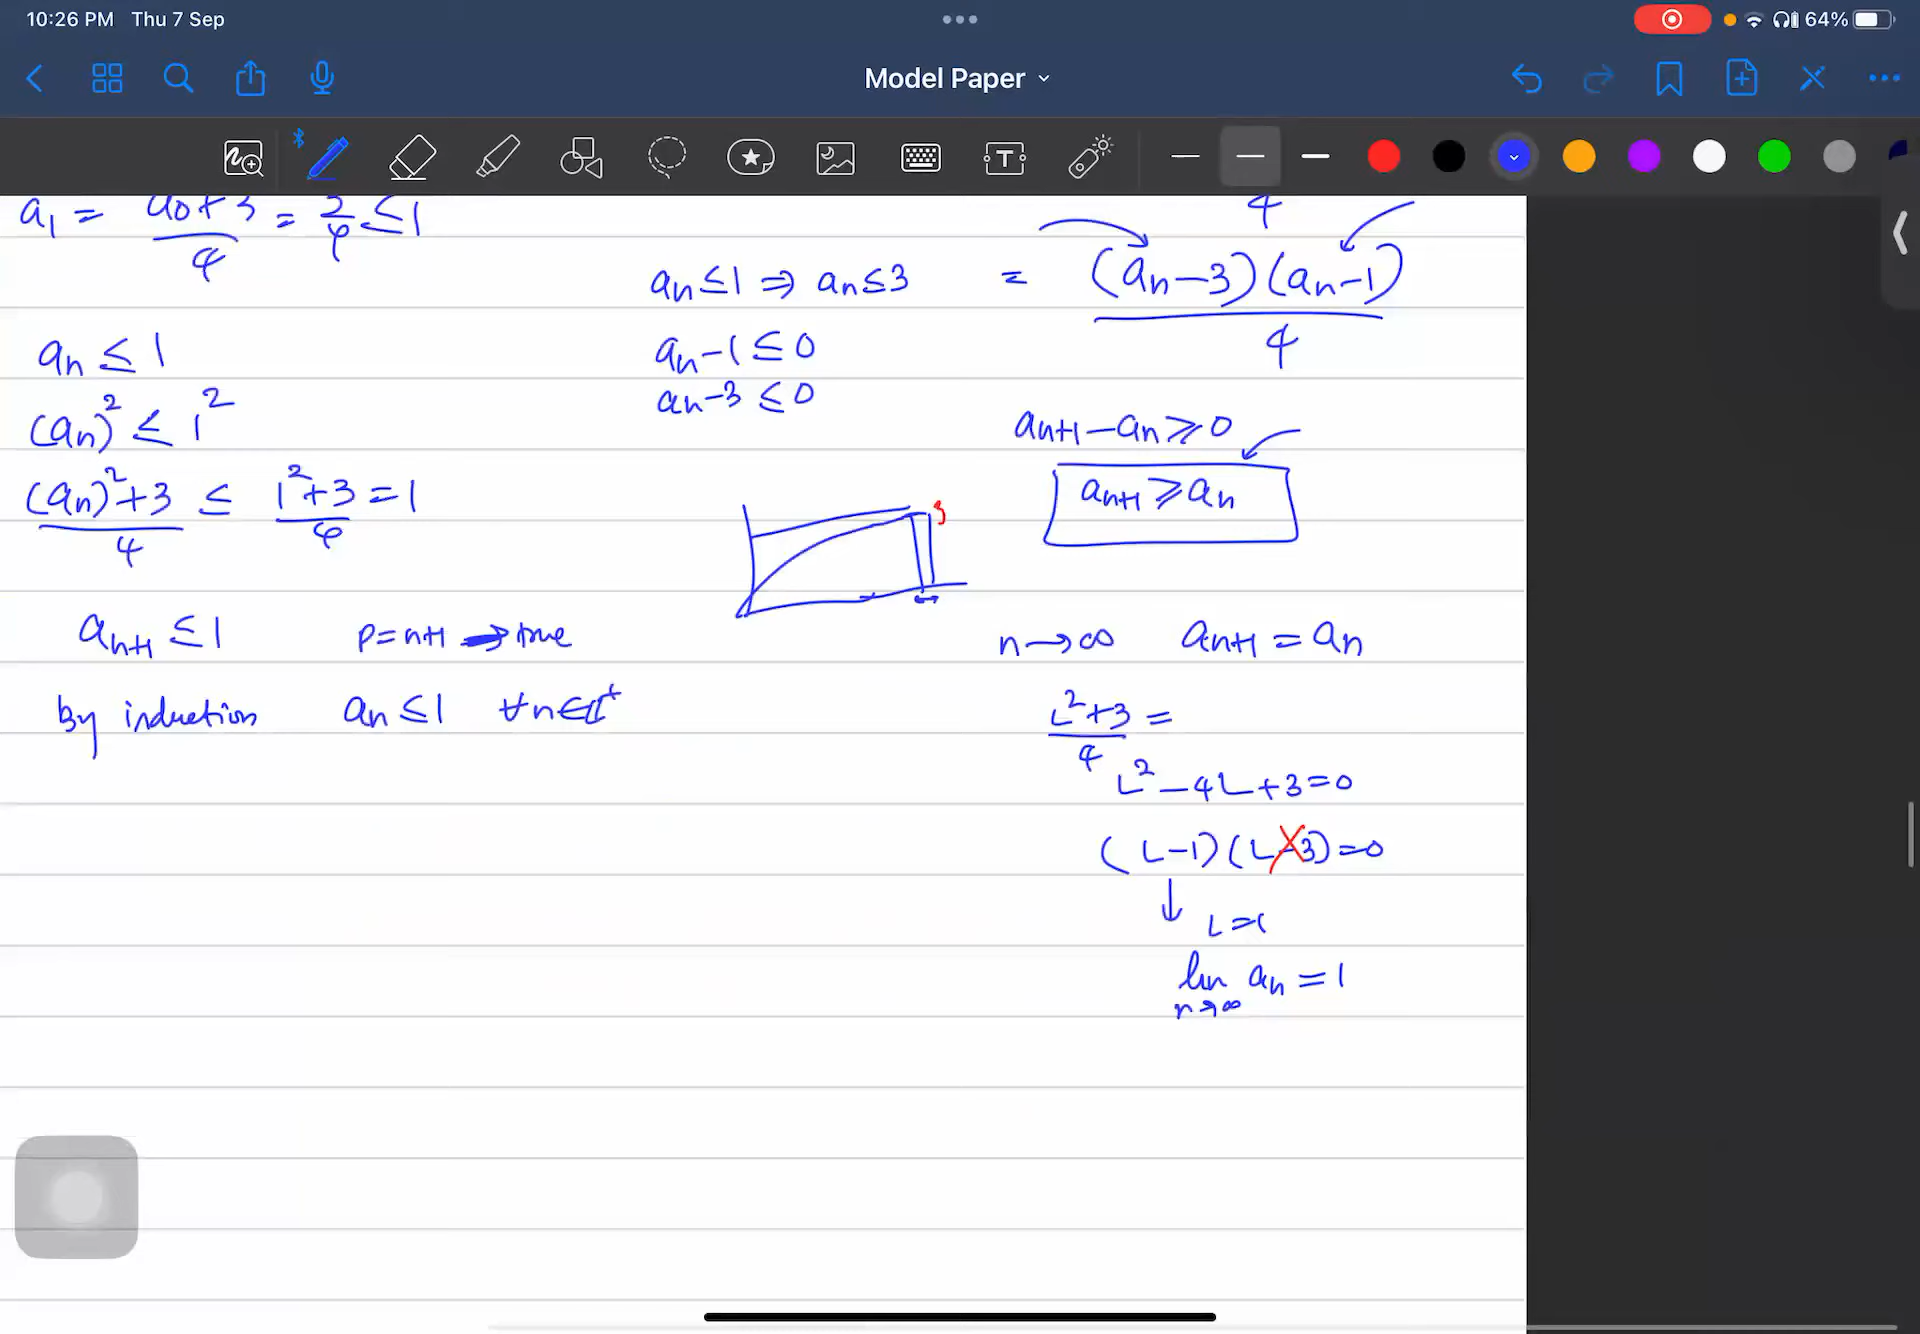 10:26 PM Thu 7 Sep
64%
Model Paper
a₁ = (a₀+3)/4 = 2/4 ≤ 1
aₙ ≤ 1
(aₙ)² ≤ 1²
((aₙ)²+3)/4 ≤ (1²+3)/4 = 1
aₙ₊₁ ≤ 1 p=n+1 → true
by induction aₙ ≤ 1 ∀n∈ℤ⁺
aₙ≤1 ⇒ aₙ≤3
aₙ-1 ≤ 0
aₙ-3 ≤ 0
3
4
= (aₙ-3)(aₙ-1)/4
aₙ₊₁-aₙ ≥ 0
aₙ₊₁ ≥ aₙ
n→∞ aₙ₊₁ = aₙ
(L²+3)/4 =
L²-4L+3=0
(L-1)(L-3)=0
↓ L=1
lim aₙ = 1
n→∞